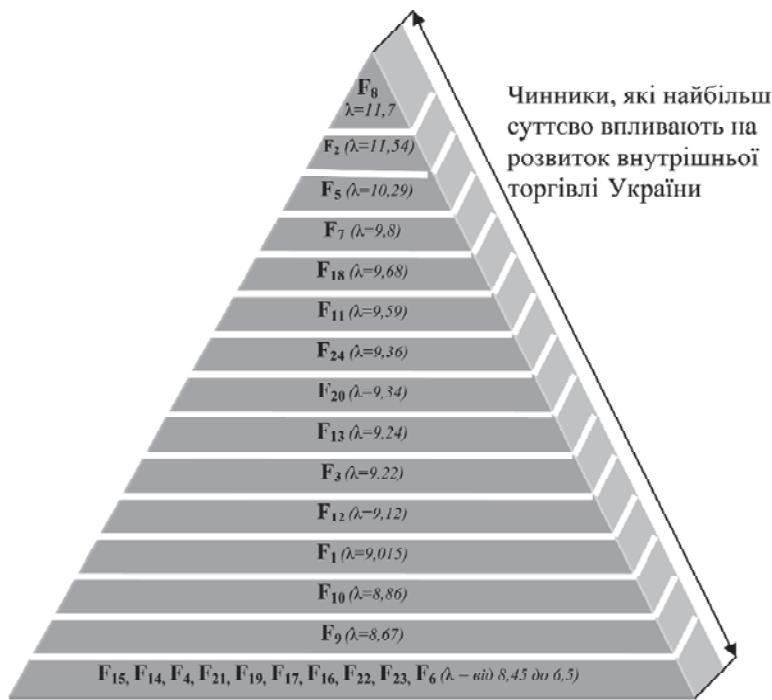 F₈
λ=11,7
F₂ (λ=11,54)
F₅ (λ=10,29)
F₇ (λ=9,8)
F₁₈ (λ=9,68)
F₁₁ (λ=9,59)
F₂₄ (λ=9,36)
F₂₀ (λ=9,34)
F₁₃ (λ=9.24)
F₃ (λ=9.22)
F₁₂ (λ=9,12)
F₁ (λ=9,015)
F₁₀ (λ=8,86)
F₉ (λ=8,67)
F₁₅, F₁₄, F₄, F₂₁, F₁₉, F₁₇, F₁₆, F₂₂, F₂₃, F₆ (λ – від 8,45 до 6,5)
Чинники, які найбільш
суттєво впливають на
розвиток внутрішньої
торгівлі України